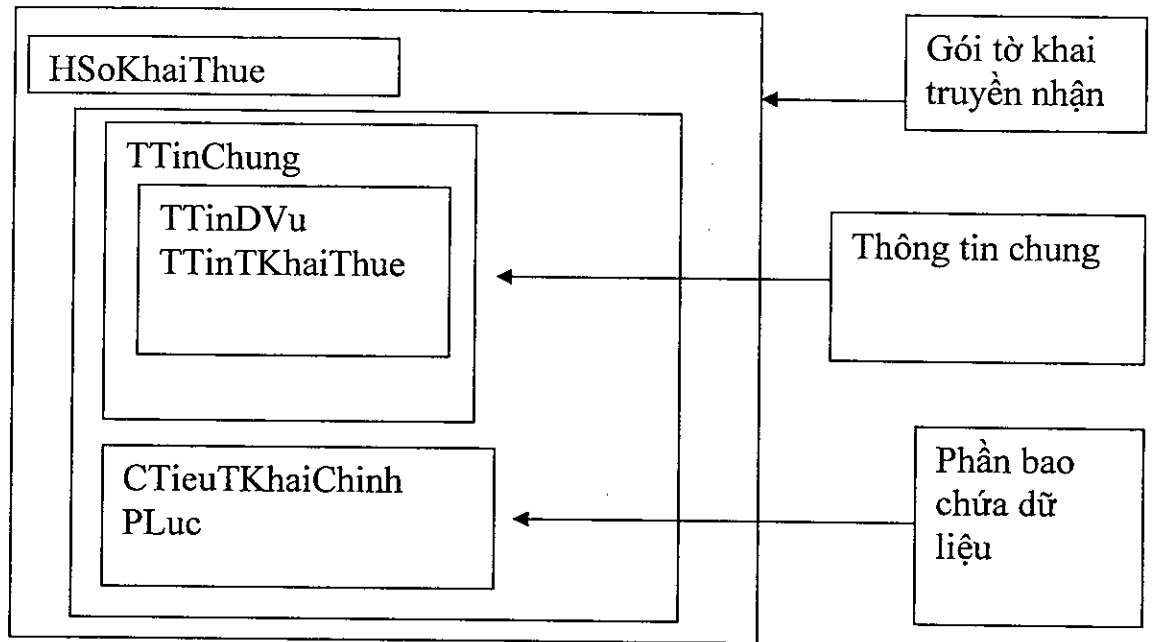 HSoKhaiThue
Gói tờ khai
truyền nhận
TTinChung
TTinDVu
TTinTKhaiThue
Thông tin chung
CTieuTKhaiChinh
PLuc
Phần bao
chứa dữ
liệu